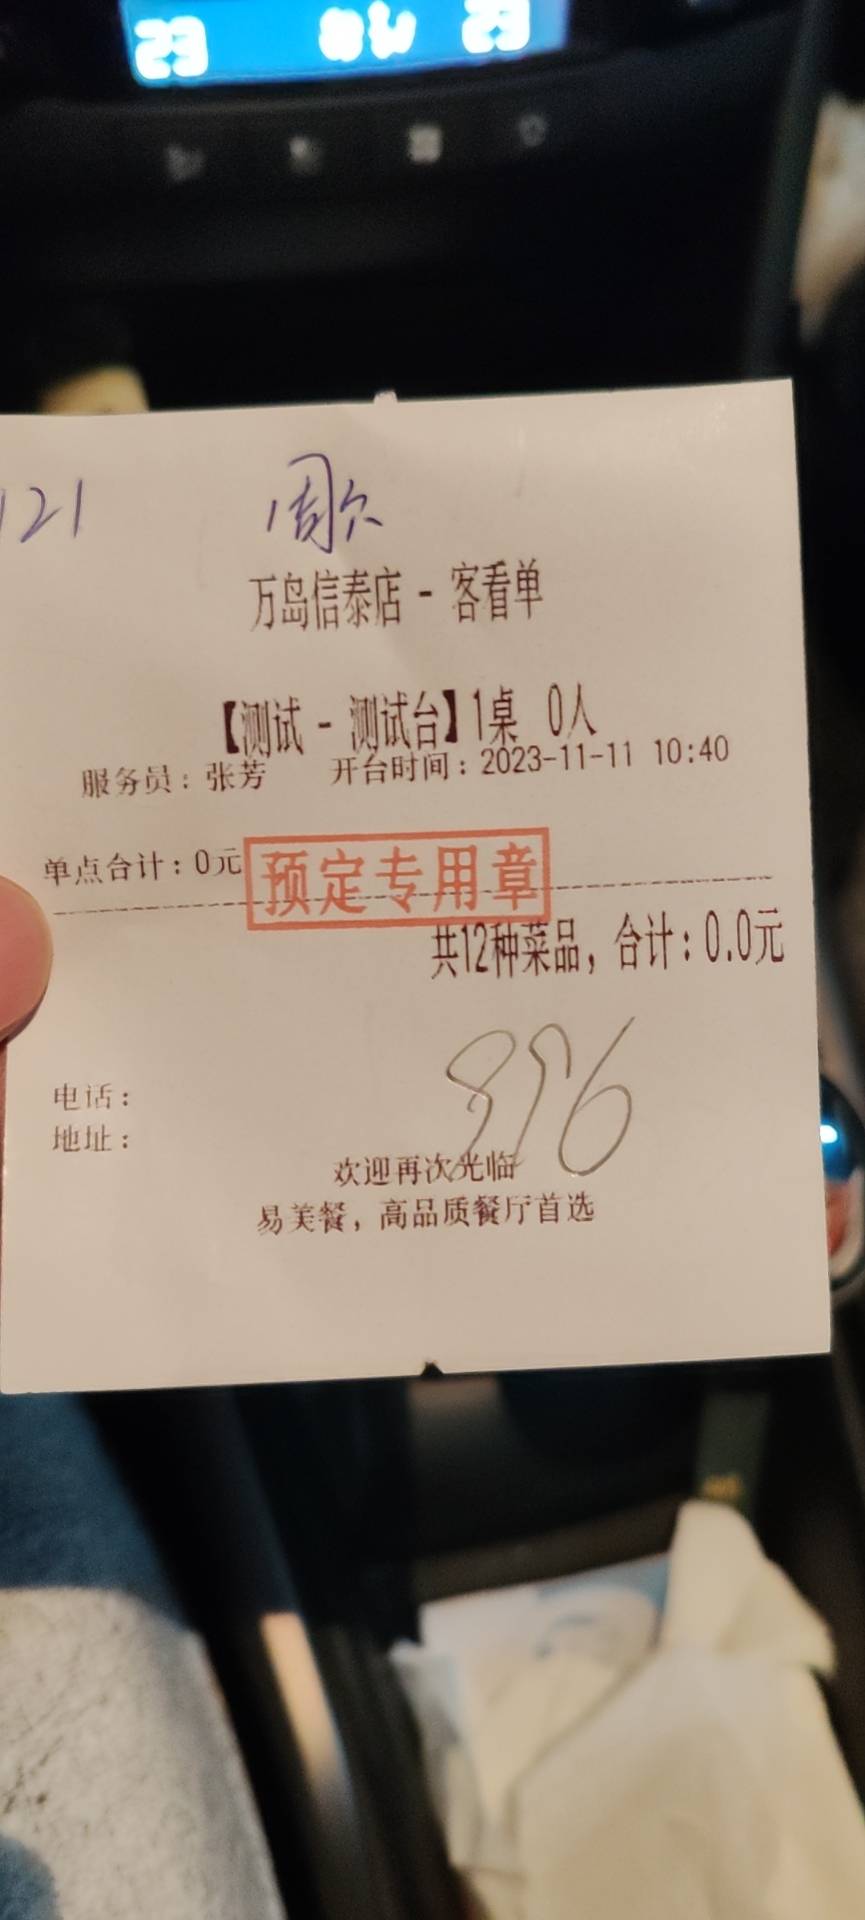 23 23
121
万岛信泰店 - 客看单
【测试 - 测试台】1桌 0人
服务员：张芳 开台时间：2023-11-11 10:40
单点合计：0元
预定专用章
共12种菜品，合计：0.0元
896
电话：
地址：
欢迎再次光临
易美餐，高品质餐厅首选